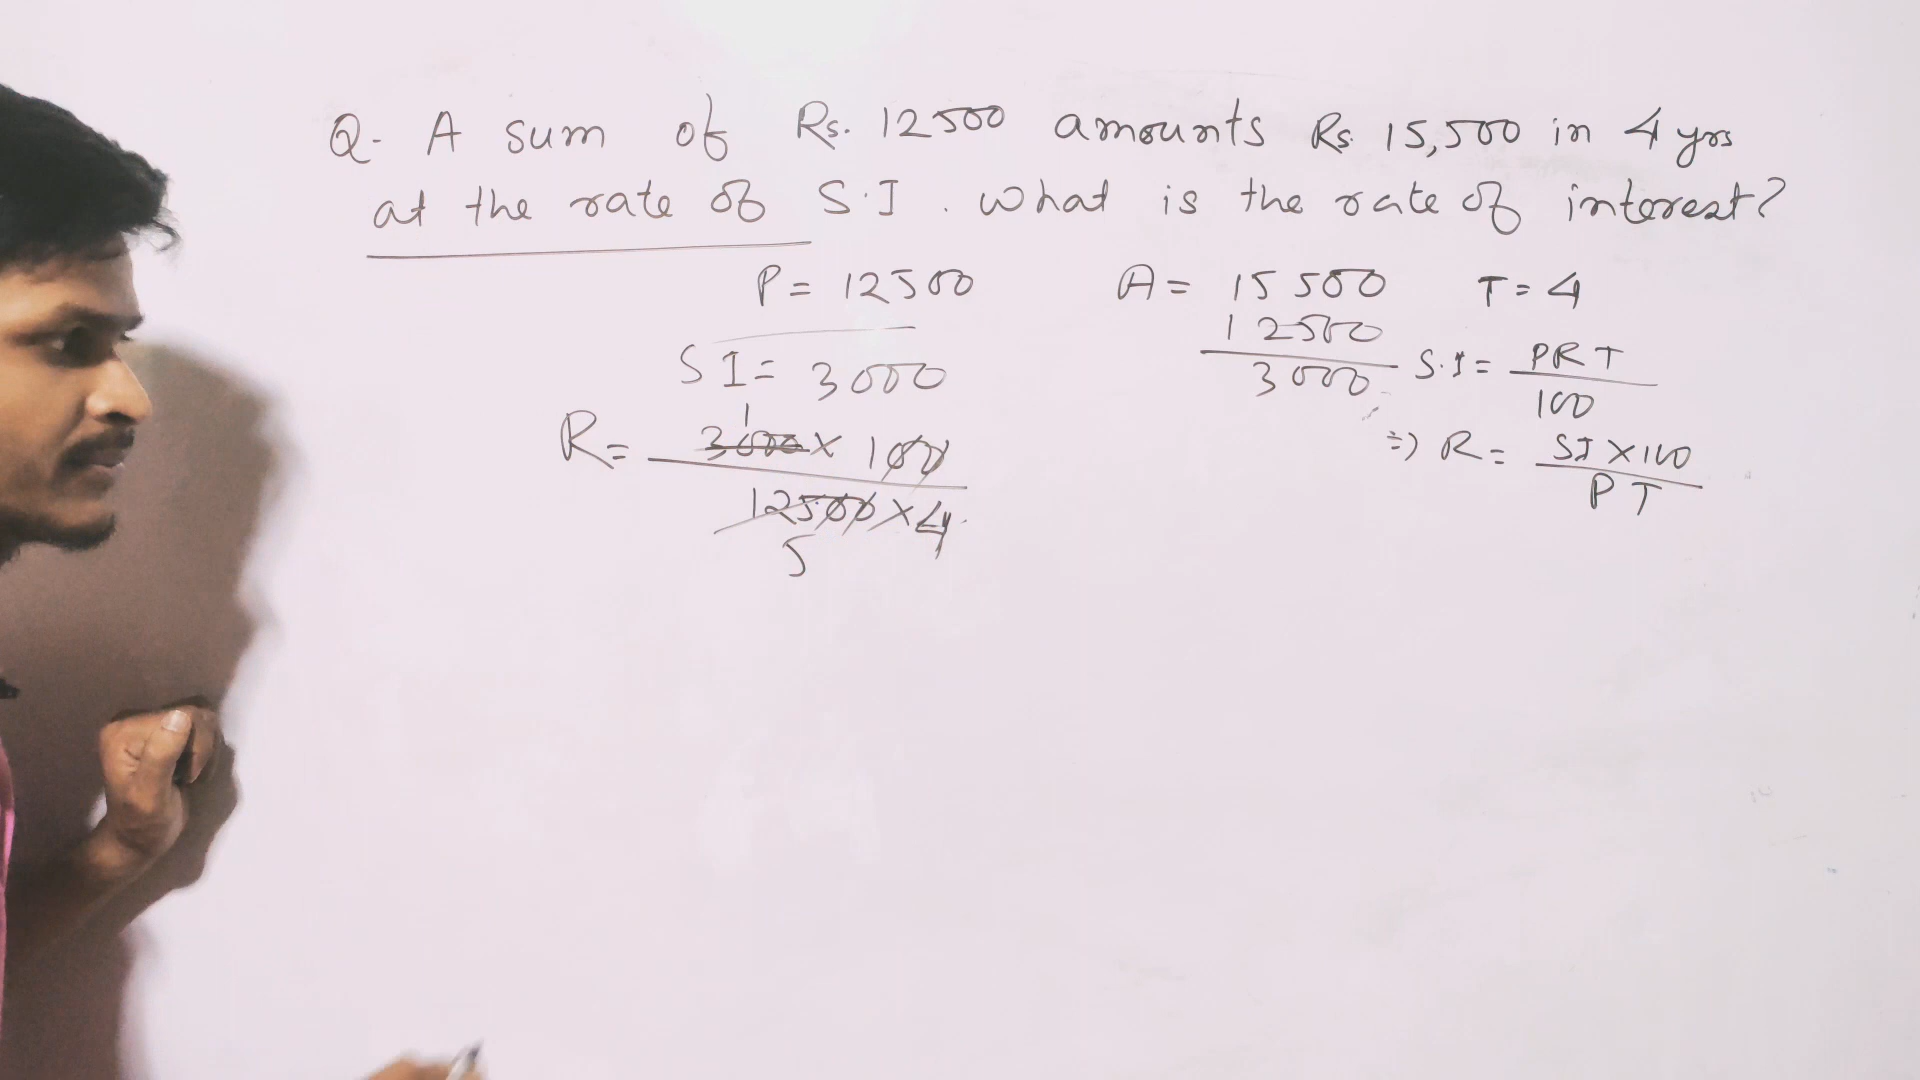 Q. A sum of Rs. 12500 amounts Rs. 15,500 in 4 yrs
at the rate of S.I. What is the rate of interest?
P = 12500 A = 15500 T = 4
12500
SI = 3000 3000 S.I = PRT
100
R = 3000 × 100 => R = SI × 100
1
12500 × 4 PT
5